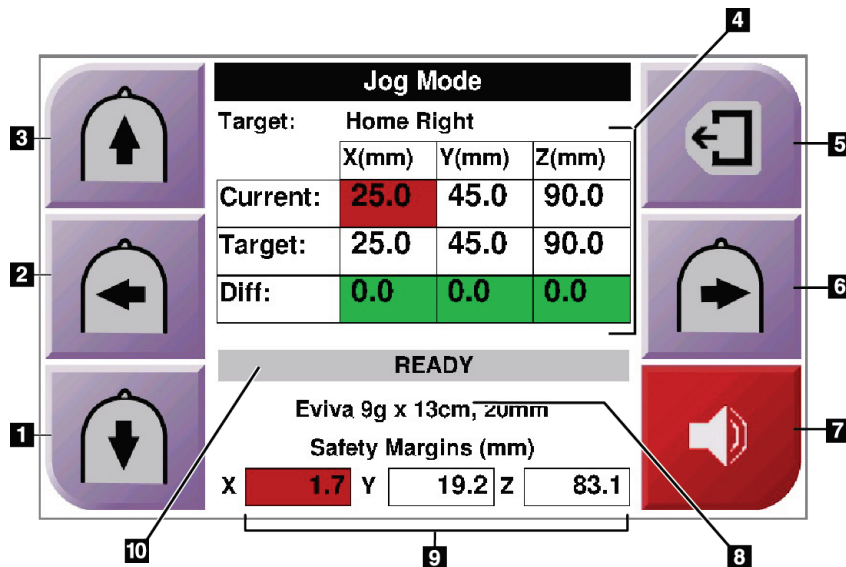 4
Jog Mode
Target: Home Right
3
5
X(mm) Y(mm) Z(mm)
Current: 25.0 45.0 90.0
Target: 25.0 45.0 90.0
2
6
Diff: 0.0 0.0 0.0
READY
Eviva 9g x 13cm, 20mm
1
7
Safety Margins (mm)
X 1.7 Y 19.2 Z 83.1
10
9
8